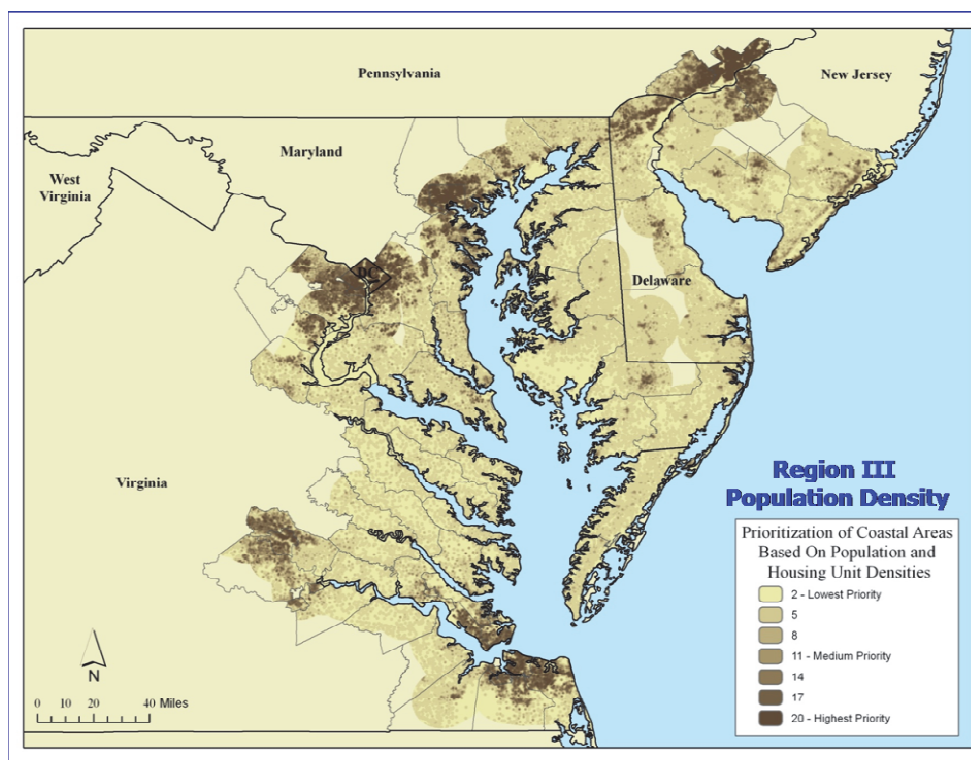 Pennsylvania
New Jersey
Maryland
West
Virginia
DC
Delaware
Virginia
Region III
Population Density
Prioritization of Coastal Areas
Based On Population and
Housing Unit Densities
2 - Lowest Priority
5
8
11 - Medium Priority
14
17
20 - Highest Priority
N
0 10 20 40 Miles